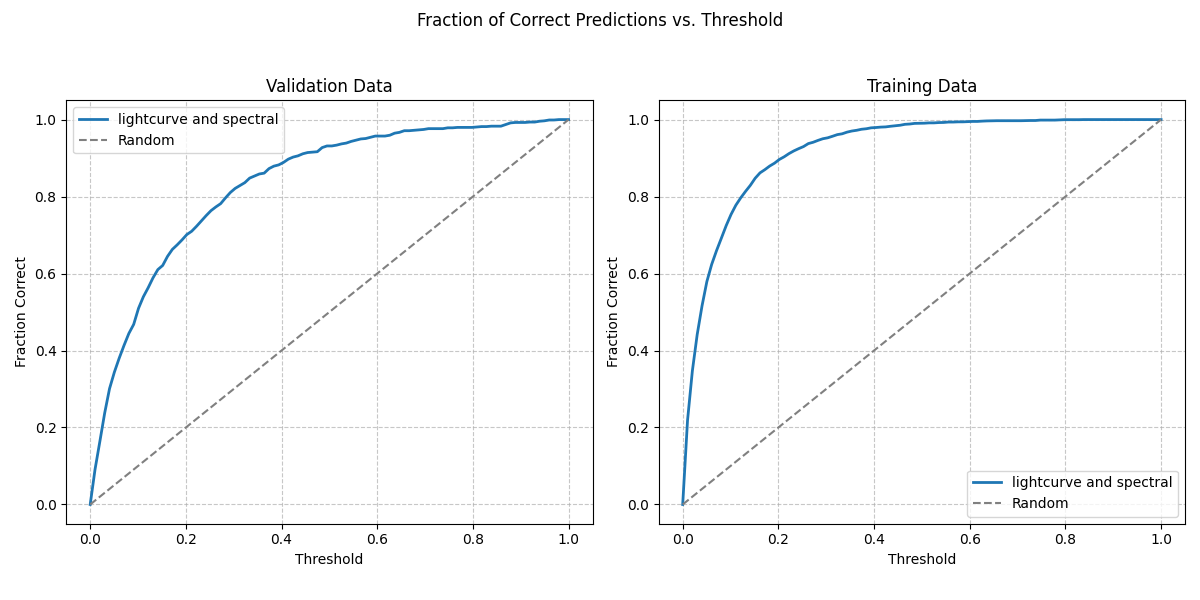 Fraction of Correct Predictions vs. Threshold
Validation Data
1.0
0.8
0.6
0.4
0.2
0.0
Fraction Correct
lightcurve and spectral
Random
0.0 0.2 0.4 0.6 0.8 1.0
Threshold
Training Data
1.0
0.8
0.6
0.4
0.2
0.0
Fraction Correct
lightcurve and spectral
Random
0.0 0.2 0.4 0.6 0.8 1.0
Threshold